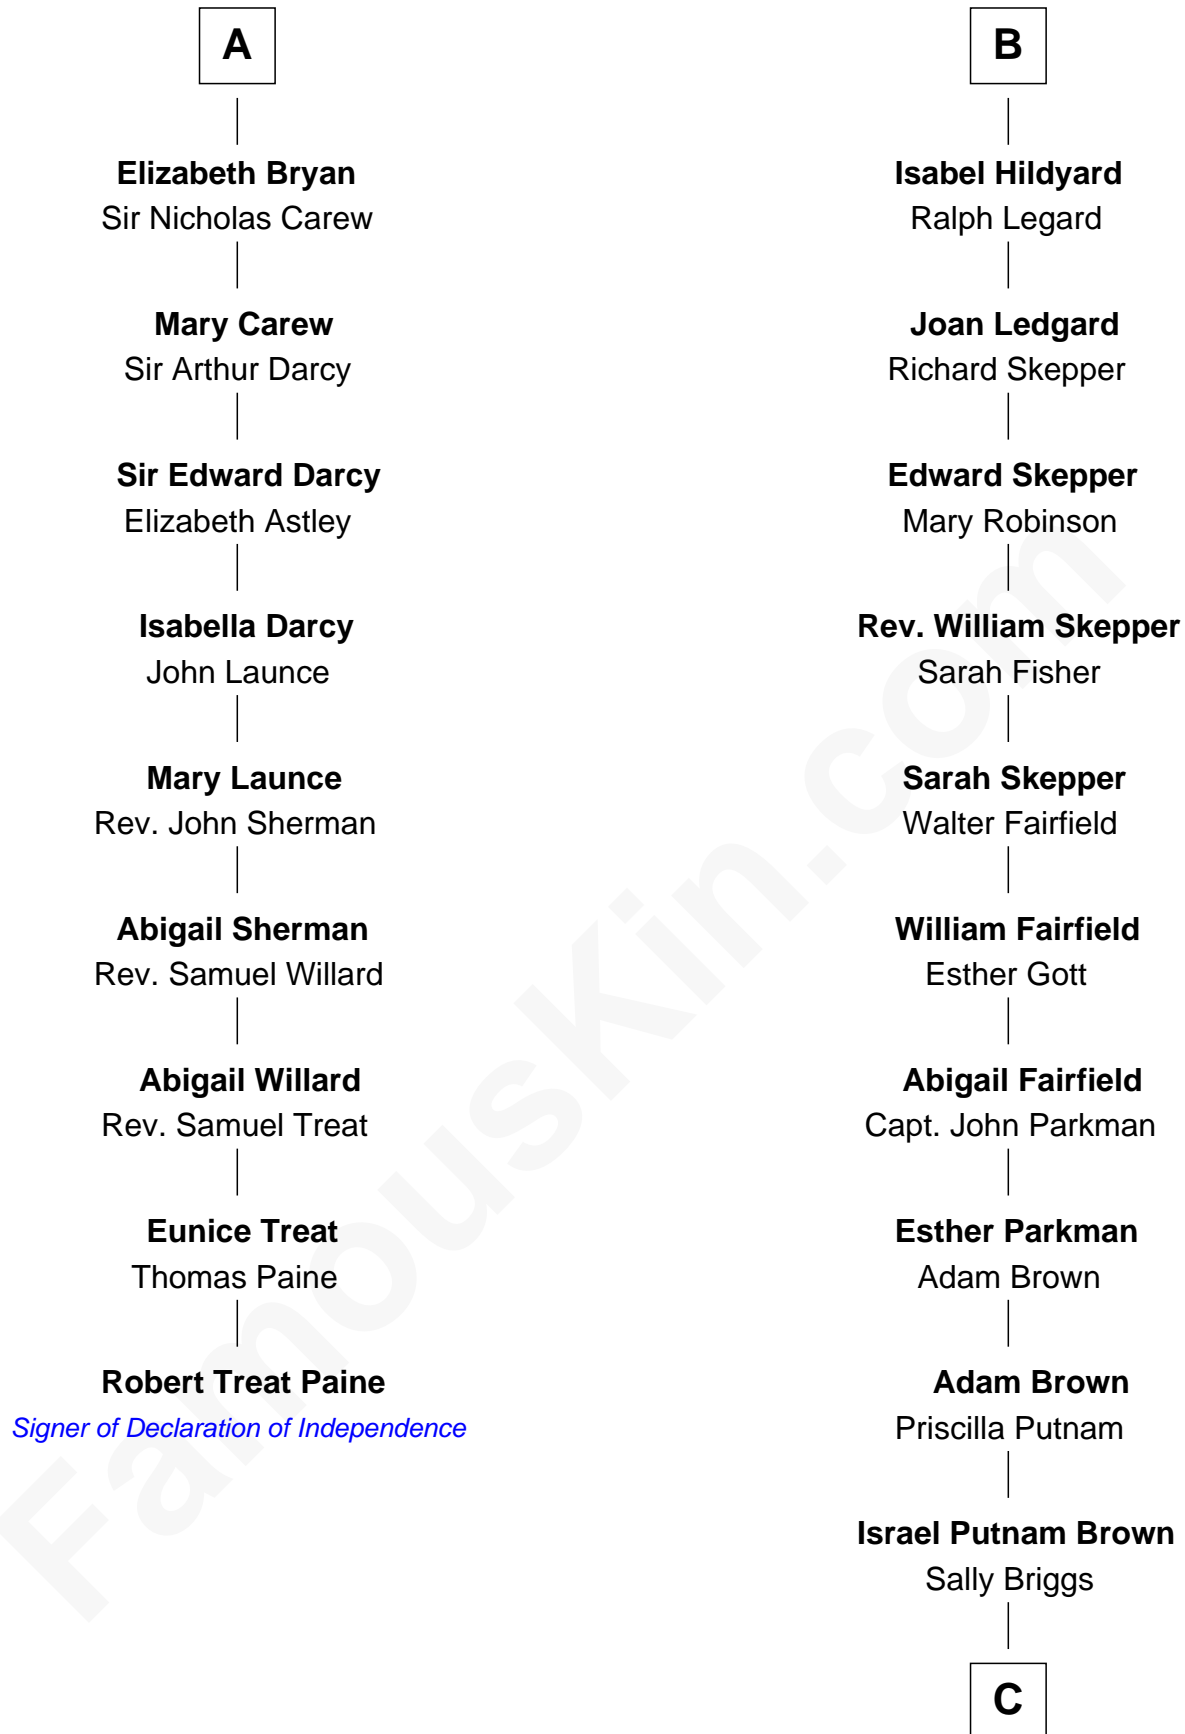 A
Elizabeth Bryan
Sir Nicholas Carew
Mary Carew
Sir Arthur Darcy
Sir Edward Darcy
Elizabeth Astley
Isabella Darcy
John Launce
Mary Launce
Rev. John Sherman
Abigail Sherman
Rev. Samuel Willard
Abigail Willard
Rev. Samuel Treat
Eunice Treat
Thomas Paine
Robert Treat Paine
Signer of Declaration of Independence
B
Isabel Hildyard
Ralph Legard
Joan Ledgard
Richard Skepper
Edward Skepper
Mary Robinson
Rev. William Skepper
Sarah Fisher
Sarah Skepper
Walter Fairfield
William Fairfield
Esther Gott
Abigail Fairfield
Capt. John Parkman
Esther Parkman
Adam Brown
Adam Brown
Priscilla Putnam
Israel Putnam Brown
Sally Briggs
C
FamousKin.com